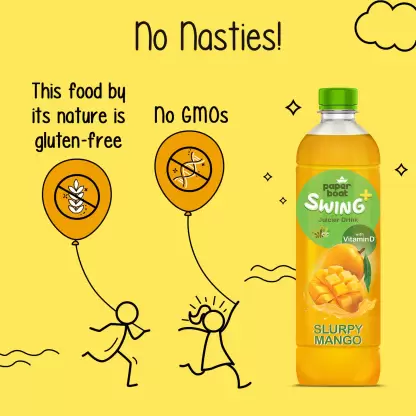 No Nasties!
This food by
its nature is
gluten-free
No GMOs
paper
boat
SWING+
Juicier Drink
with
Vitamin D
SLURPY
MANGO